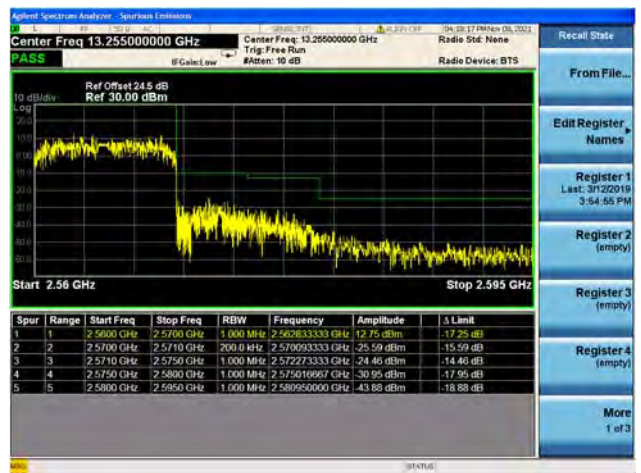 Agilent Spectrum Analyzer - Spurious Emissions
Center Freq 13.255000000 GHz
PASS
IFGain:Low
Center Freq: 13.255000000 GHz
Trig: Free Run
#Atten: 10 dB
04:18:17 PM Nov 08, 2021
Radio Std: None
Radio Device: BTS
Recall State
From File...
Edit Register
Names
Register 1
Last: 3/12/2019
3:54:55 PM
Register 2
(empty)
Register 3
(empty)
Register 4
(empty)
More
1 of 3
Ref Offset 24.5 dB
10 dB/div Ref 30.00 dBm
Log
20.0
10.0
0.00
Start 2.56 GHz Stop 2.595 GHz
Spur Range Start Freq Stop Freq RBW Frequency Amplitude Δ Limit
1 1 2.5600 GHz 2.5700 GHz 1.000 MHz 2.562833333 GHz 12.75 dBm -17.25 dB
2 2 2.5700 GHz 2.5710 GHz 200.0 kHz 2.570093333 GHz -25.59 dBm -15.59 dB
3 3 2.5710 GHz 2.5750 GHz 1.000 MHz 2.572273333 GHz -24.46 dBm -14.46 dB
4 4 2.5750 GHz 2.5800 GHz 1.000 MHz 2.575016667 GHz -30.95 dBm -17.95 dB
5 5 2.5800 GHz 2.5950 GHz 1.000 MHz 2.580950000 GHz -43.88 dBm -18.88 dB
MSG
STATUS